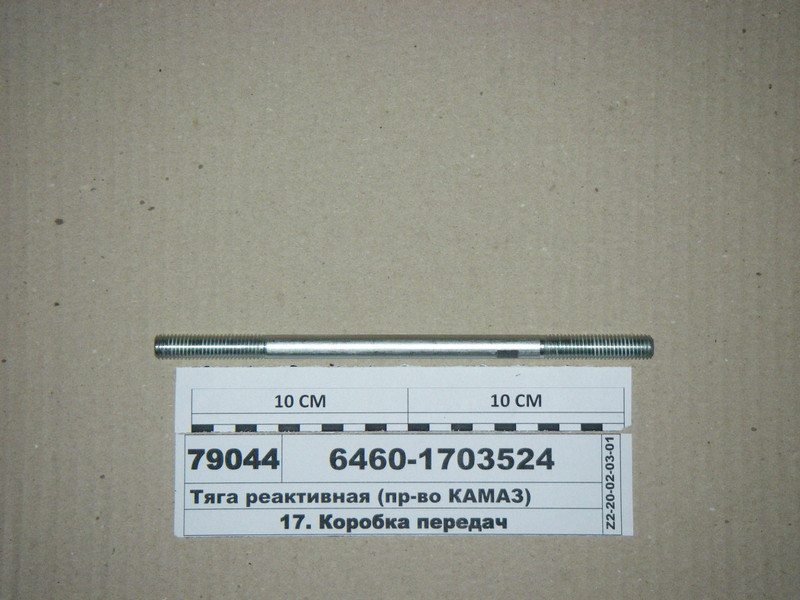 10 СМ 10 СМ
79044 6460-1703524
Тяга реактивная (пр-во КАМАЗ)
17. Коробка передач
Z2-20-02-03-01